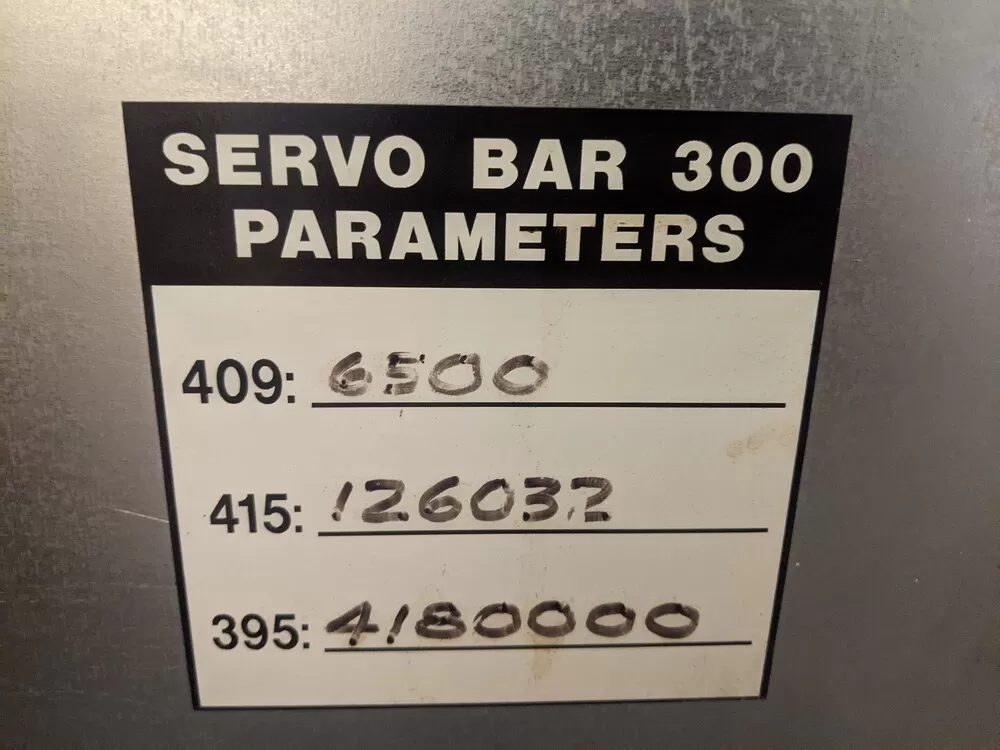 SERVO BAR 300
PARAMETERS
409: 6500
415: 126032
395: 4180000